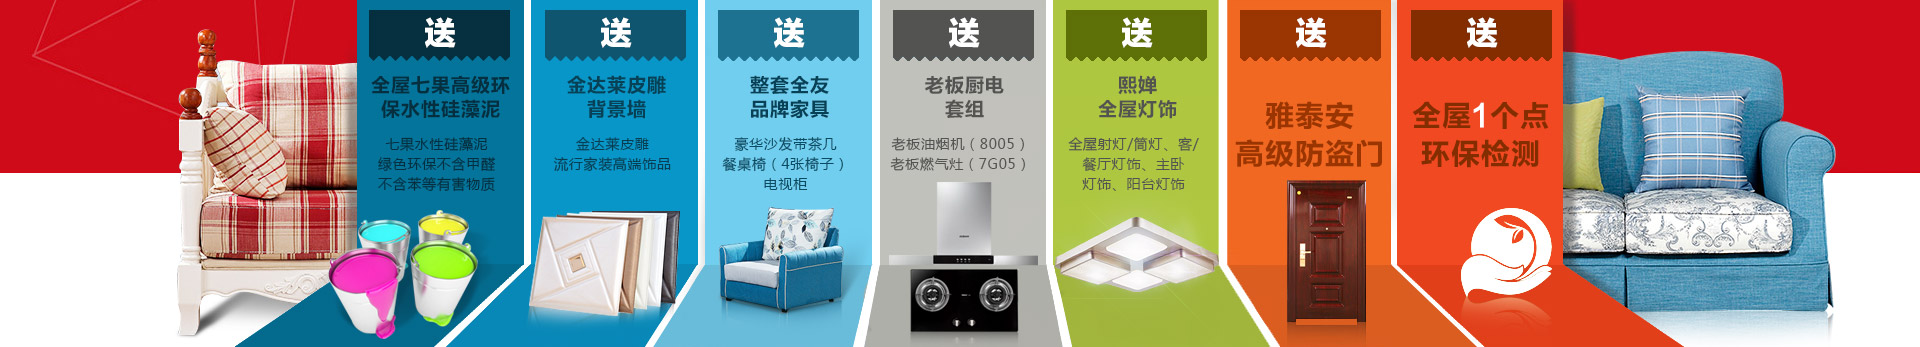 送
全屋七果高级环
保水性硅藻泥
七果水性硅藻泥
绿色环保不含甲醛
不含苯等有害物质
送
金达莱皮雕
背景墙
金达莱皮雕
流行家装高端饰品
送
整套全友
品牌家具
豪华沙发带茶几
餐桌椅（4张椅子）
电视柜
送
老板厨电
套组
老板油烟机（8005）
老板燃气灶（7G05）
送
熙婵
全屋灯饰
全屋射灯/筒灯、客/
餐厅灯饰、主卧
灯饰、阳台灯饰
送
雅泰安
高级防盗门
送
全屋1个点
环保检测